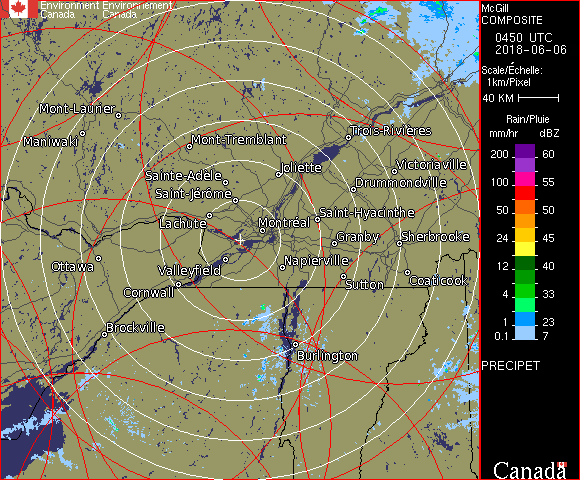 Environment Environnement
Canada Canada
McGill
COMPOSITE
0450 UTC
2018-06-06
Scale/Échelle:
1km/Pixel
40 KM
Rain/Pluie
mm/hr dBZ
200 60
100 55
50 50
24 45
12 40
4 33
1 23
0.1 7
PRECIPET
Canada
Mont-Laurier
Maniwaki
Mont-Tremblant
Trois-Rivières
Sainte-Adèle
Joliette
Victoriaville
Saint-Jérôme
Drummondville
Lachute
Montréal
Saint-Hyacinthe
Granby
Sherbrooke
Ottawa
Valleyfield
Napierville
Cornwall
Sutton
Coaticook
Brockville
Burlington